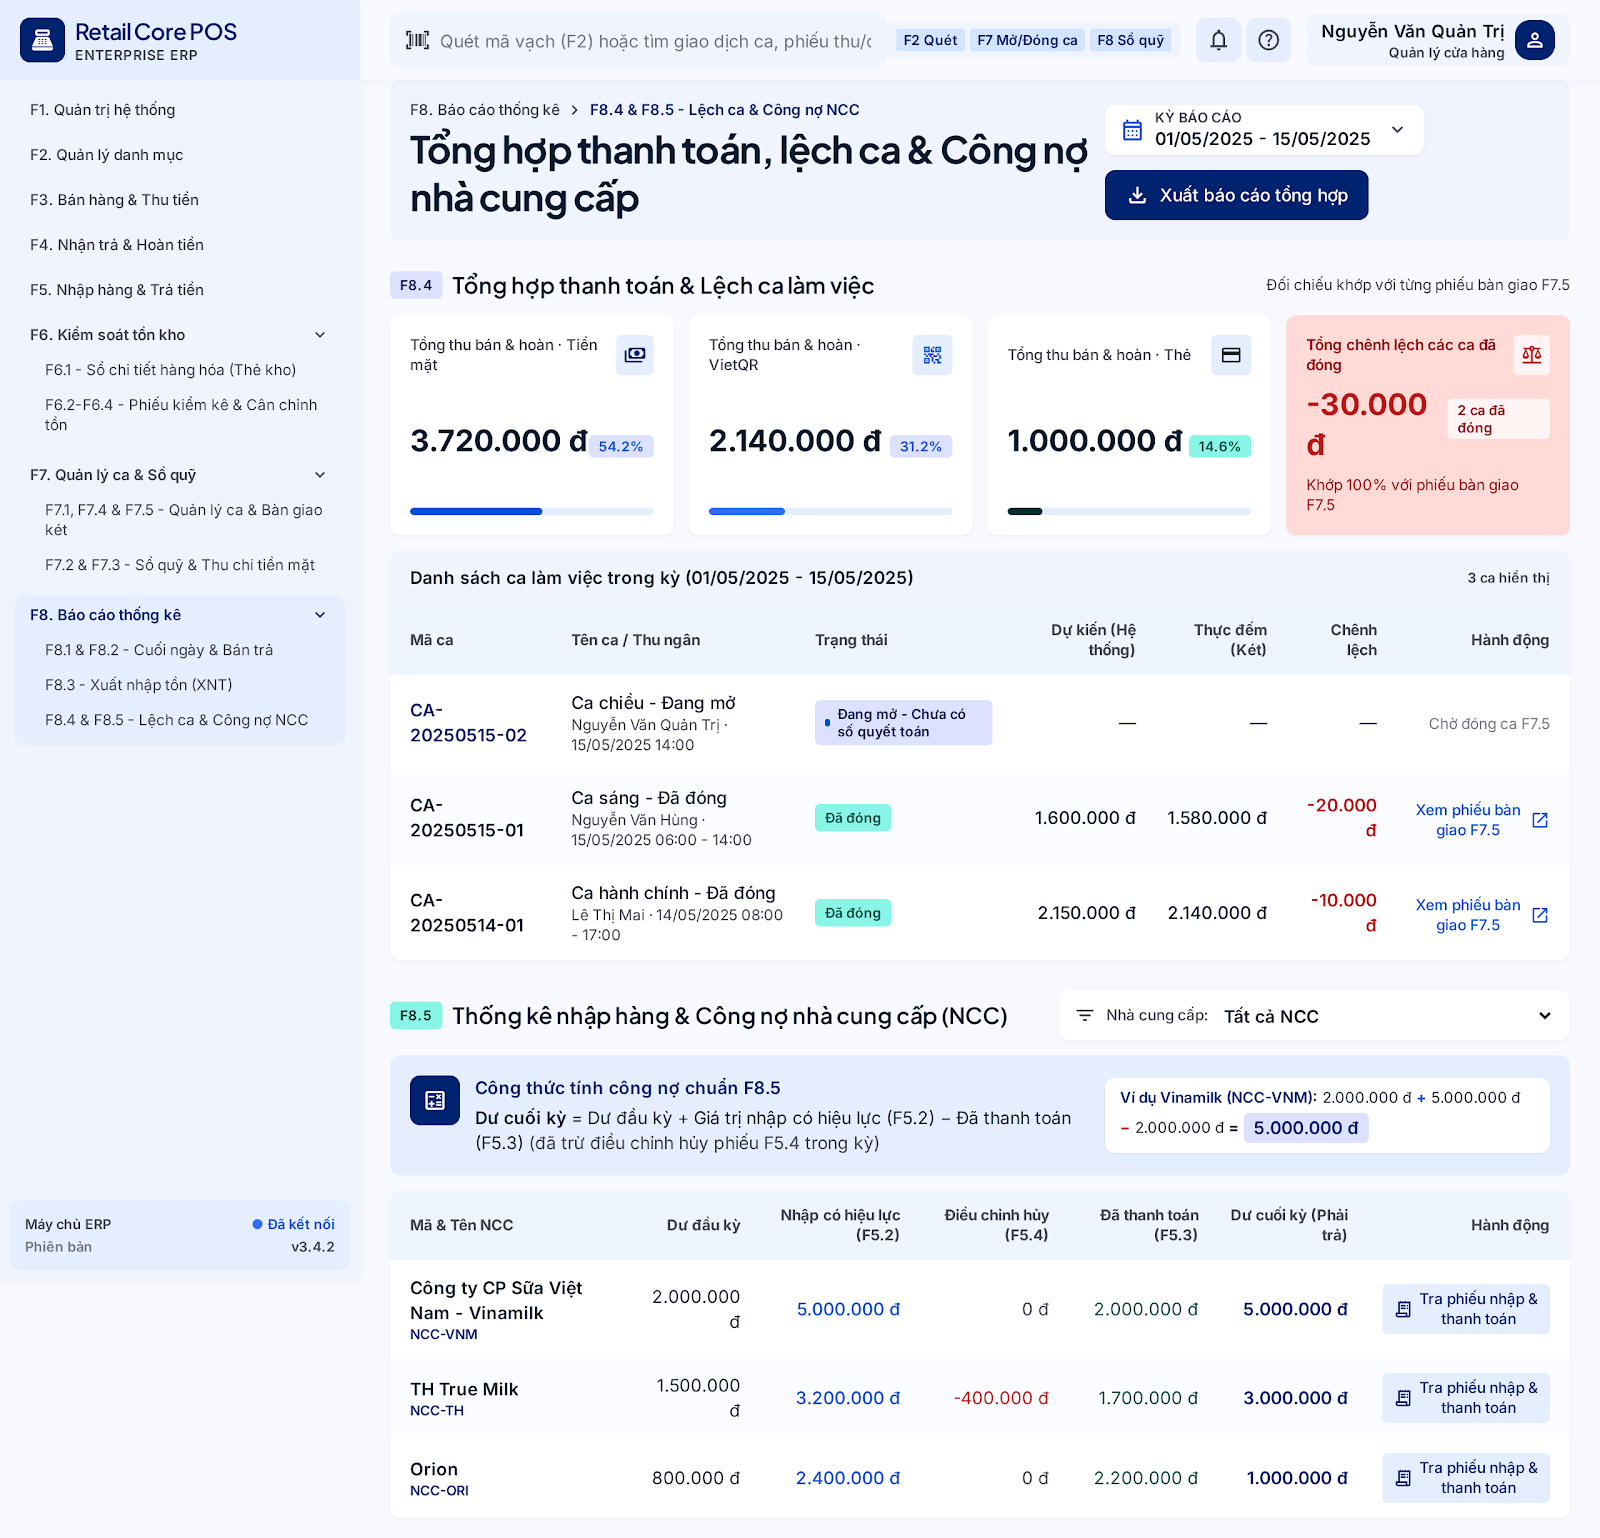 RetailCore POS
ENTERPRISE ERP
Quét mã vạch (F2) hoặc tìm giao dịch ca, phiếu thu/c
F2 Quét
F7 Mở/Đóng ca
F8 Sổ quỹ
Nguyễn Văn Quản Trị
Quản lý cửa hàng
F1. Quản trị hệ thống
F2. Quản lý danh mục
F3. Bán hàng & Thu tiền
F4. Nhận trả & Hoàn tiền
F5. Nhập hàng & Trả tiền
F6. Kiểm soát tồn kho
F6.1 - Sổ chi tiết hàng hóa (Thẻ kho)
F6.2-F6.4 - Phiếu kiểm kê & Cân chỉnh
tồn
F7. Quản lý ca & Sổ quỹ
F7.1, F7.4 & F7.5 - Quản lý ca & Bàn giao
két
F7.2 & F7.3 - Sổ quỹ & Thu chi tiền mặt
F8. Báo cáo thống kê
F8.1 & F8.2 - Cuối ngày & Bán trả
F8.3 - Xuất nhập tồn (XNT)
F8.4 & F8.5 - Lệch ca & Công nợ NCC
Máy chủ ERP
Đã kết nối
Phiên bản
v3.4.2
F8. Báo cáo thống kê
F8.4 & F8.5 - Lệch ca & Công nợ NCC
Tổng hợp thanh toán, lệch ca & Công nợ
nhà cung cấp
KỲ BÁO CÁO
01/05/2025 - 15/05/2025
Xuất báo cáo tổng hợp
F8.4
Tổng hợp thanh toán & Lệch ca làm việc
Đối chiếu khớp với từng phiếu bàn giao F7.5
Tổng thu bán & hoàn · Tiền
mặt
3.720.000 đ
54.2%
Tổng thu bán & hoàn ·
VietQR
2.140.000 đ
31.2%
Tổng thu bán & hoàn · Thẻ
1.000.000 đ
14.6%
Tổng chênh lệch các ca đã
đóng
-30.000
đ
2 ca đã
đóng
Khớp 100% với phiếu bàn giao
F7.5
Danh sách ca làm việc trong kỳ (01/05/2025 - 15/05/2025)
3 ca hiển thị
Mã ca
Tên ca / Thu ngân
Trạng thái
Dự kiến (Hệ
thống)
Thực đếm
(Két)
Chênh
lệch
Hành động
CA-
20250515-02
Ca chiều - Đang mở
Nguyễn Văn Quản Trị ·
15/05/2025 14:00
Đang mở - Chưa có
số quyết toán
—
—
—
Chờ đóng ca F7.5
CA-
20250515-01
Ca sáng - Đã đóng
Nguyễn Văn Hùng ·
15/05/2025 06:00 - 14:00
Đã đóng
1.600.000 đ
1.580.000 đ
-20.000
đ
Xem phiếu bàn
giao F7.5
CA-
20250514-01
Ca hành chính - Đã đóng
Lê Thị Mai · 14/05/2025 08:00
- 17:00
Đã đóng
2.150.000 đ
2.140.000 đ
-10.000
đ
Xem phiếu bàn
giao F7.5
F8.5
Thống kê nhập hàng & Công nợ nhà cung cấp (NCC)
Nhà cung cấp:
Tất cả NCC
Công thức tính công nợ chuẩn F8.5
Dư cuối kỳ = Dư đầu kỳ + Giá trị nhập có hiệu lực (F5.2) − Đã thanh toán
(F5.3) (đã trừ điều chỉnh hủy phiếu F5.4 trong kỳ)
Ví dụ Vinamilk (NCC-VNM): 2.000.000 đ + 5.000.000 đ
− 2.000.000 đ = 5.000.000 đ
Mã & Tên NCC
Dư đầu kỳ
Nhập có hiệu lực
(F5.2)
Điều chỉnh hủy
(F5.4)
Đã thanh toán
(F5.3)
Dư cuối kỳ (Phải
trả)
Hành động
Công ty CP Sữa Việt
Nam - Vinamilk
NCC-VNM
2.000.000
đ
5.000.000 đ
0 đ
2.000.000 đ
5.000.000 đ
Tra phiếu nhập &
thanh toán
TH True Milk
NCC-TH
1.500.000
đ
3.200.000 đ
-400.000 đ
1.700.000 đ
3.000.000 đ
Tra phiếu nhập &
thanh toán
Orion
NCC-ORI
800.000 đ
2.400.000 đ
0 đ
2.200.000 đ
1.000.000 đ
Tra phiếu nhập &
thanh toán